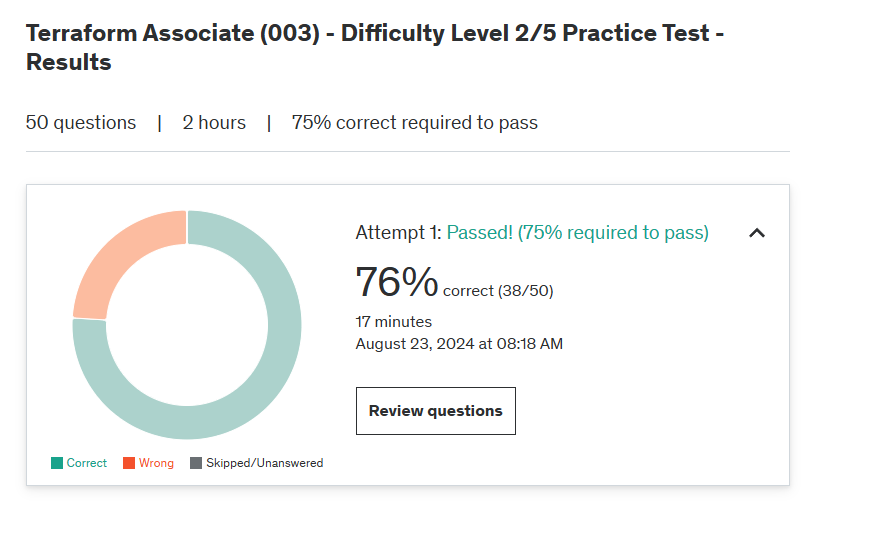 Terraform Associate (003) - Difficulty Level 2/5 Practice Test -
Results
50 questions | 2 hours | 75% correct required to pass
Attempt 1: Passed! (75% required to pass)
76% correct (38/50)
17 minutes
August 23, 2024 at 08:18 AM
Review questions
Correct Wrong Skipped/Unanswered